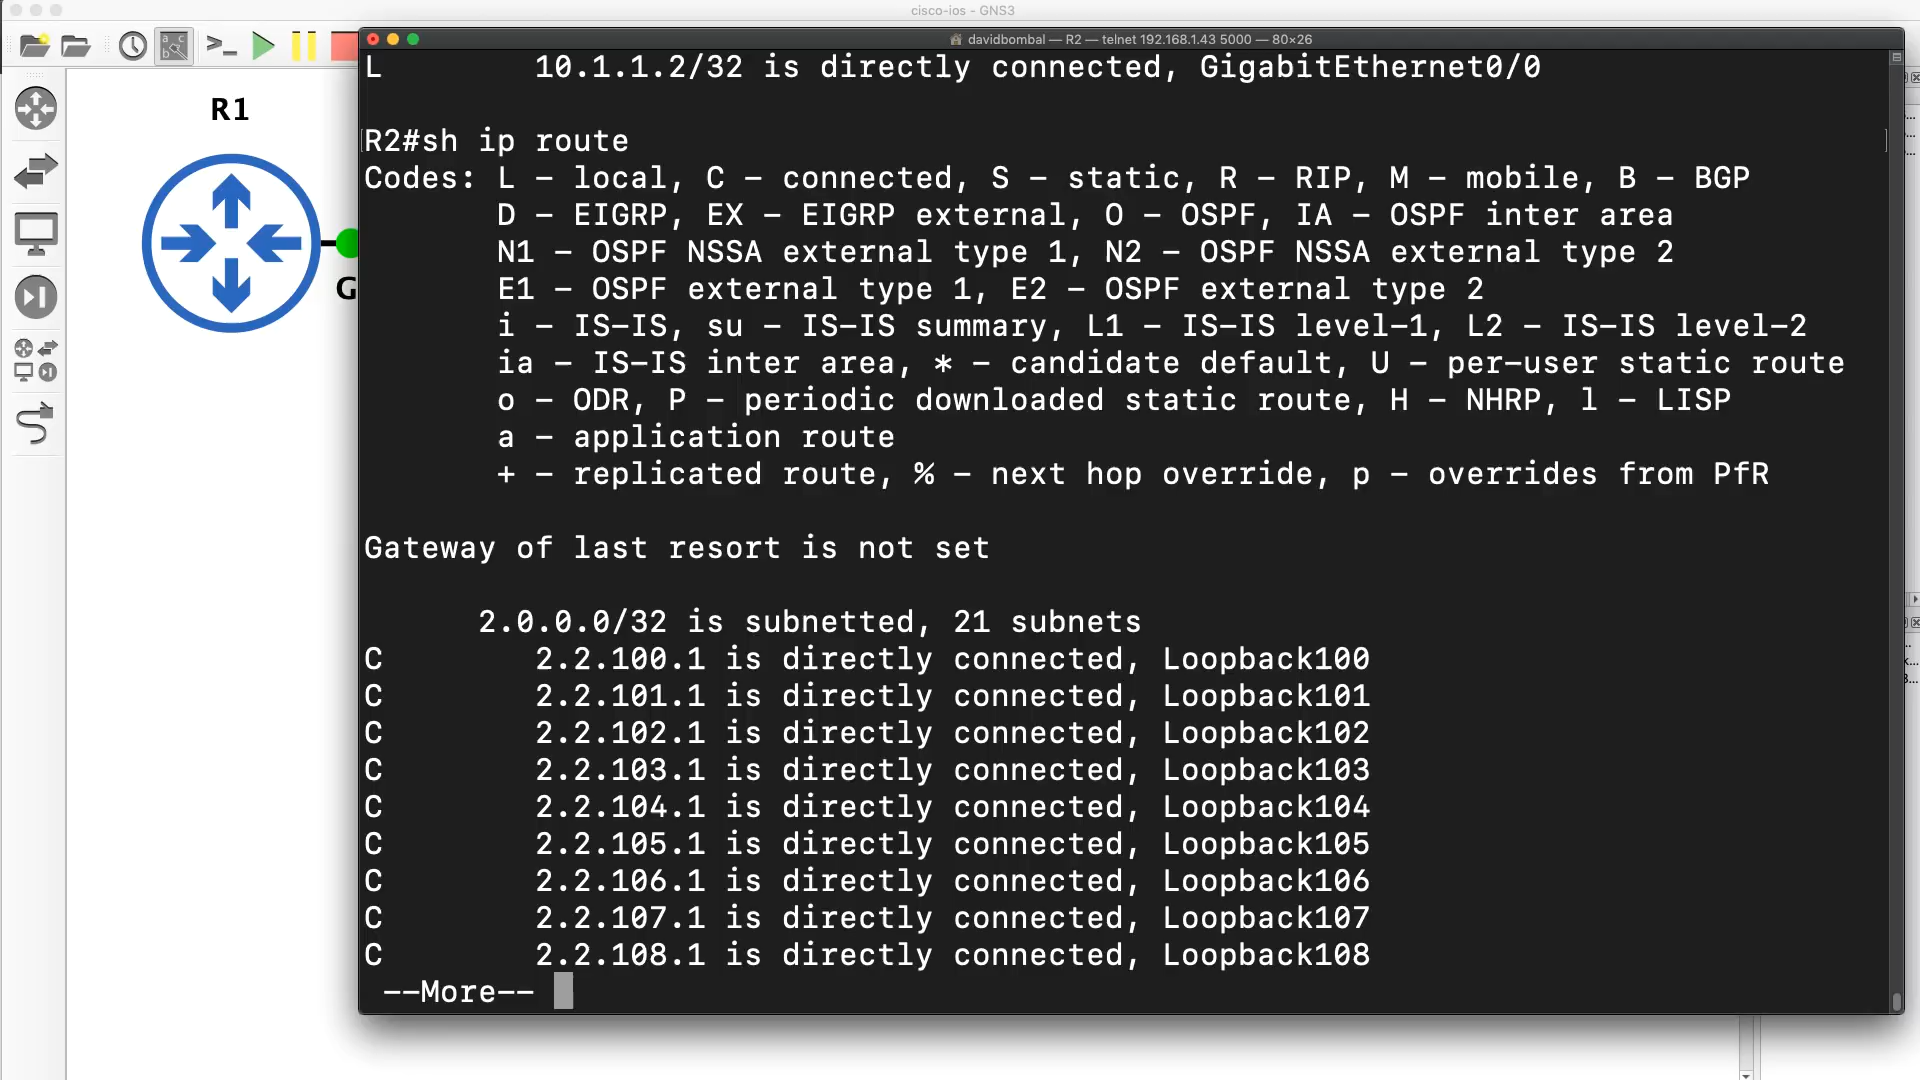 cisco-ios - GNS3
davidbombal — R2 — telnet 192.168.1.43 5000 — 80×26
R1
G
L        10.1.1.2/32 is directly connected, GigabitEthernet0/0
R2#sh ip route
Codes: L - local, C - connected, S - static, R - RIP, M - mobile, B - BGP
       D - EIGRP, EX - EIGRP external, O - OSPF, IA - OSPF inter area
       N1 - OSPF NSSA external type 1, N2 - OSPF NSSA external type 2
       E1 - OSPF external type 1, E2 - OSPF external type 2
       i - IS-IS, su - IS-IS summary, L1 - IS-IS level-1, L2 - IS-IS level-2
       ia - IS-IS inter area, * - candidate default, U - per-user static route
       o - ODR, P - periodic downloaded static route, H - NHRP, l - LISP
       a - application route
       + - replicated route, % - next hop override, p - overrides from PfR
Gateway of last resort is not set
      2.0.0.0/32 is subnetted, 21 subnets
C        2.2.100.1 is directly connected, Loopback100
C        2.2.101.1 is directly connected, Loopback101
C        2.2.102.1 is directly connected, Loopback102
C        2.2.103.1 is directly connected, Loopback103
C        2.2.104.1 is directly connected, Loopback104
C        2.2.105.1 is directly connected, Loopback105
C        2.2.106.1 is directly connected, Loopback106
C        2.2.107.1 is directly connected, Loopback107
C        2.2.108.1 is directly connected, Loopback108
 --More--